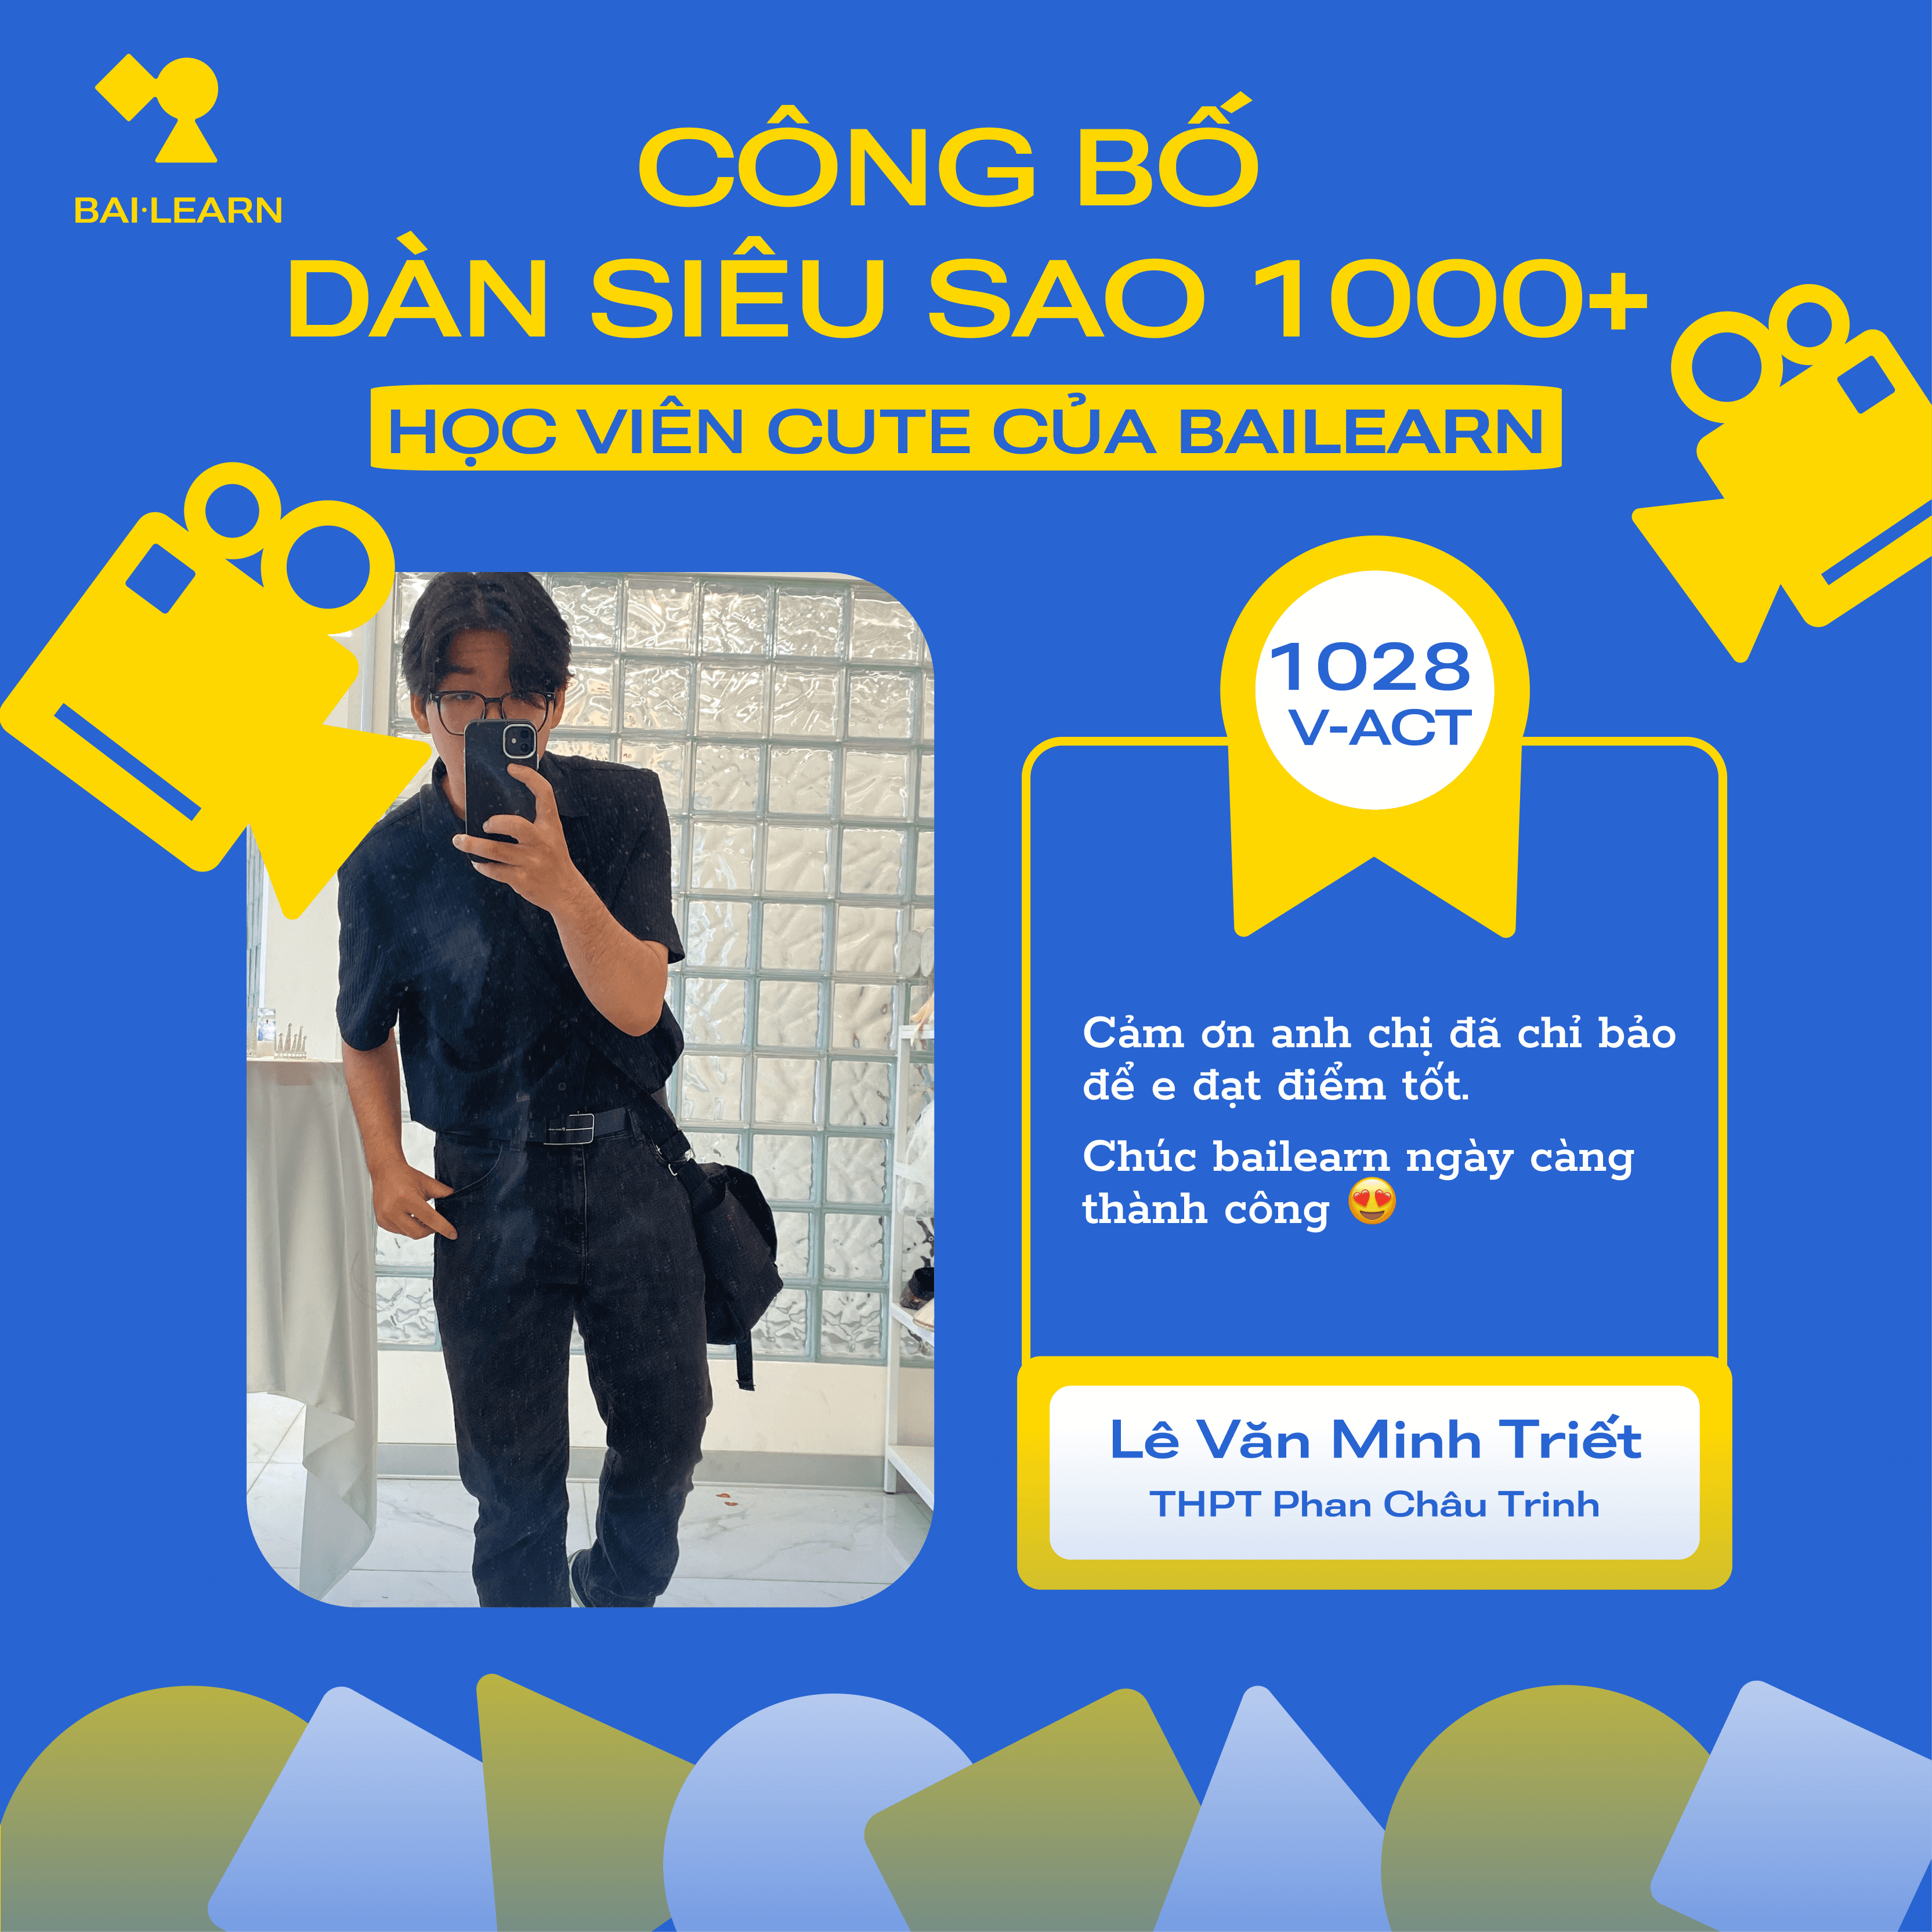 BAI·LEARN
CÔNG BỐ
DÀN SIÊU SAO 1000+
HỌC VIÊN CUTE CỦA BAILEARN
1028
V-ACT
Cảm ơn anh chị đã chỉ bảo
để e đạt điểm tốt.
Chúc bailearn ngày càng
thành công 😍
Lê Văn Minh Triết
THPT Phan Châu Trinh